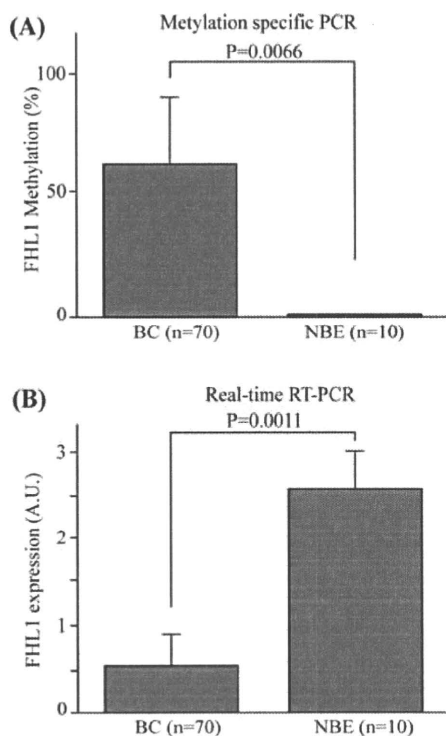 (A)
Metylation specific PCR
P=0.0066
100
50
0
FHL1 Methylation (%)
BC (n=70)
NBE (n=10)
(B)
Real-time RT-PCR
P=0.0011
3
2
1
0
FHL1 expression (A.U.)
BC (n=70)
NBE (n=10)